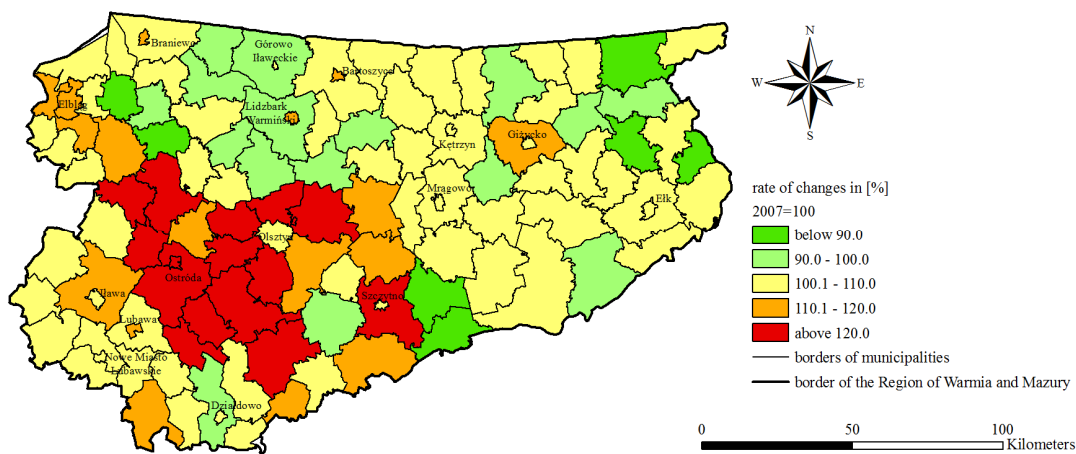 Braniewo
Górowo
Iławeckie
Bartoszyce
Elbląg
Lidzbark
Warmiński
Kętrzyn
Giżycko
Mrągowo
Ełk
Olsztyn
Ostróda
Szczytno
Iława
Lubawa
Nowe Miasto
Lubawskie
Działdowo
N
W
E
S
rate of changes in [%]
2007=100
below 90.0
90.0 - 100.0
100.1 - 110.0
110.1 - 120.0
above 120.0
borders of municipalities
border of the Region of Warmia and Mazury
0 50 100
Kilometers